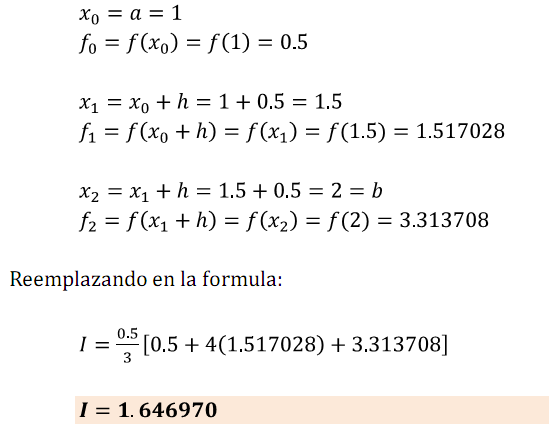 x₀ = a = 1
f₀ = f(x₀) = f(1) = 0.5
x₁ = x₀ + h = 1 + 0.5 = 1.5
f₁ = f(x₀ + h) = f(x₁) = f(1.5) = 1.517028
x₂ = x₁ + h = 1.5 + 0.5 = 2 = b
f₂ = f(x₁ + h) = f(x₂) = f(2) = 3.313708
Reemplazando en la formula:
I = 0.5/3 [0.5 + 4(1.517028) + 3.313708]
I = 1.646970